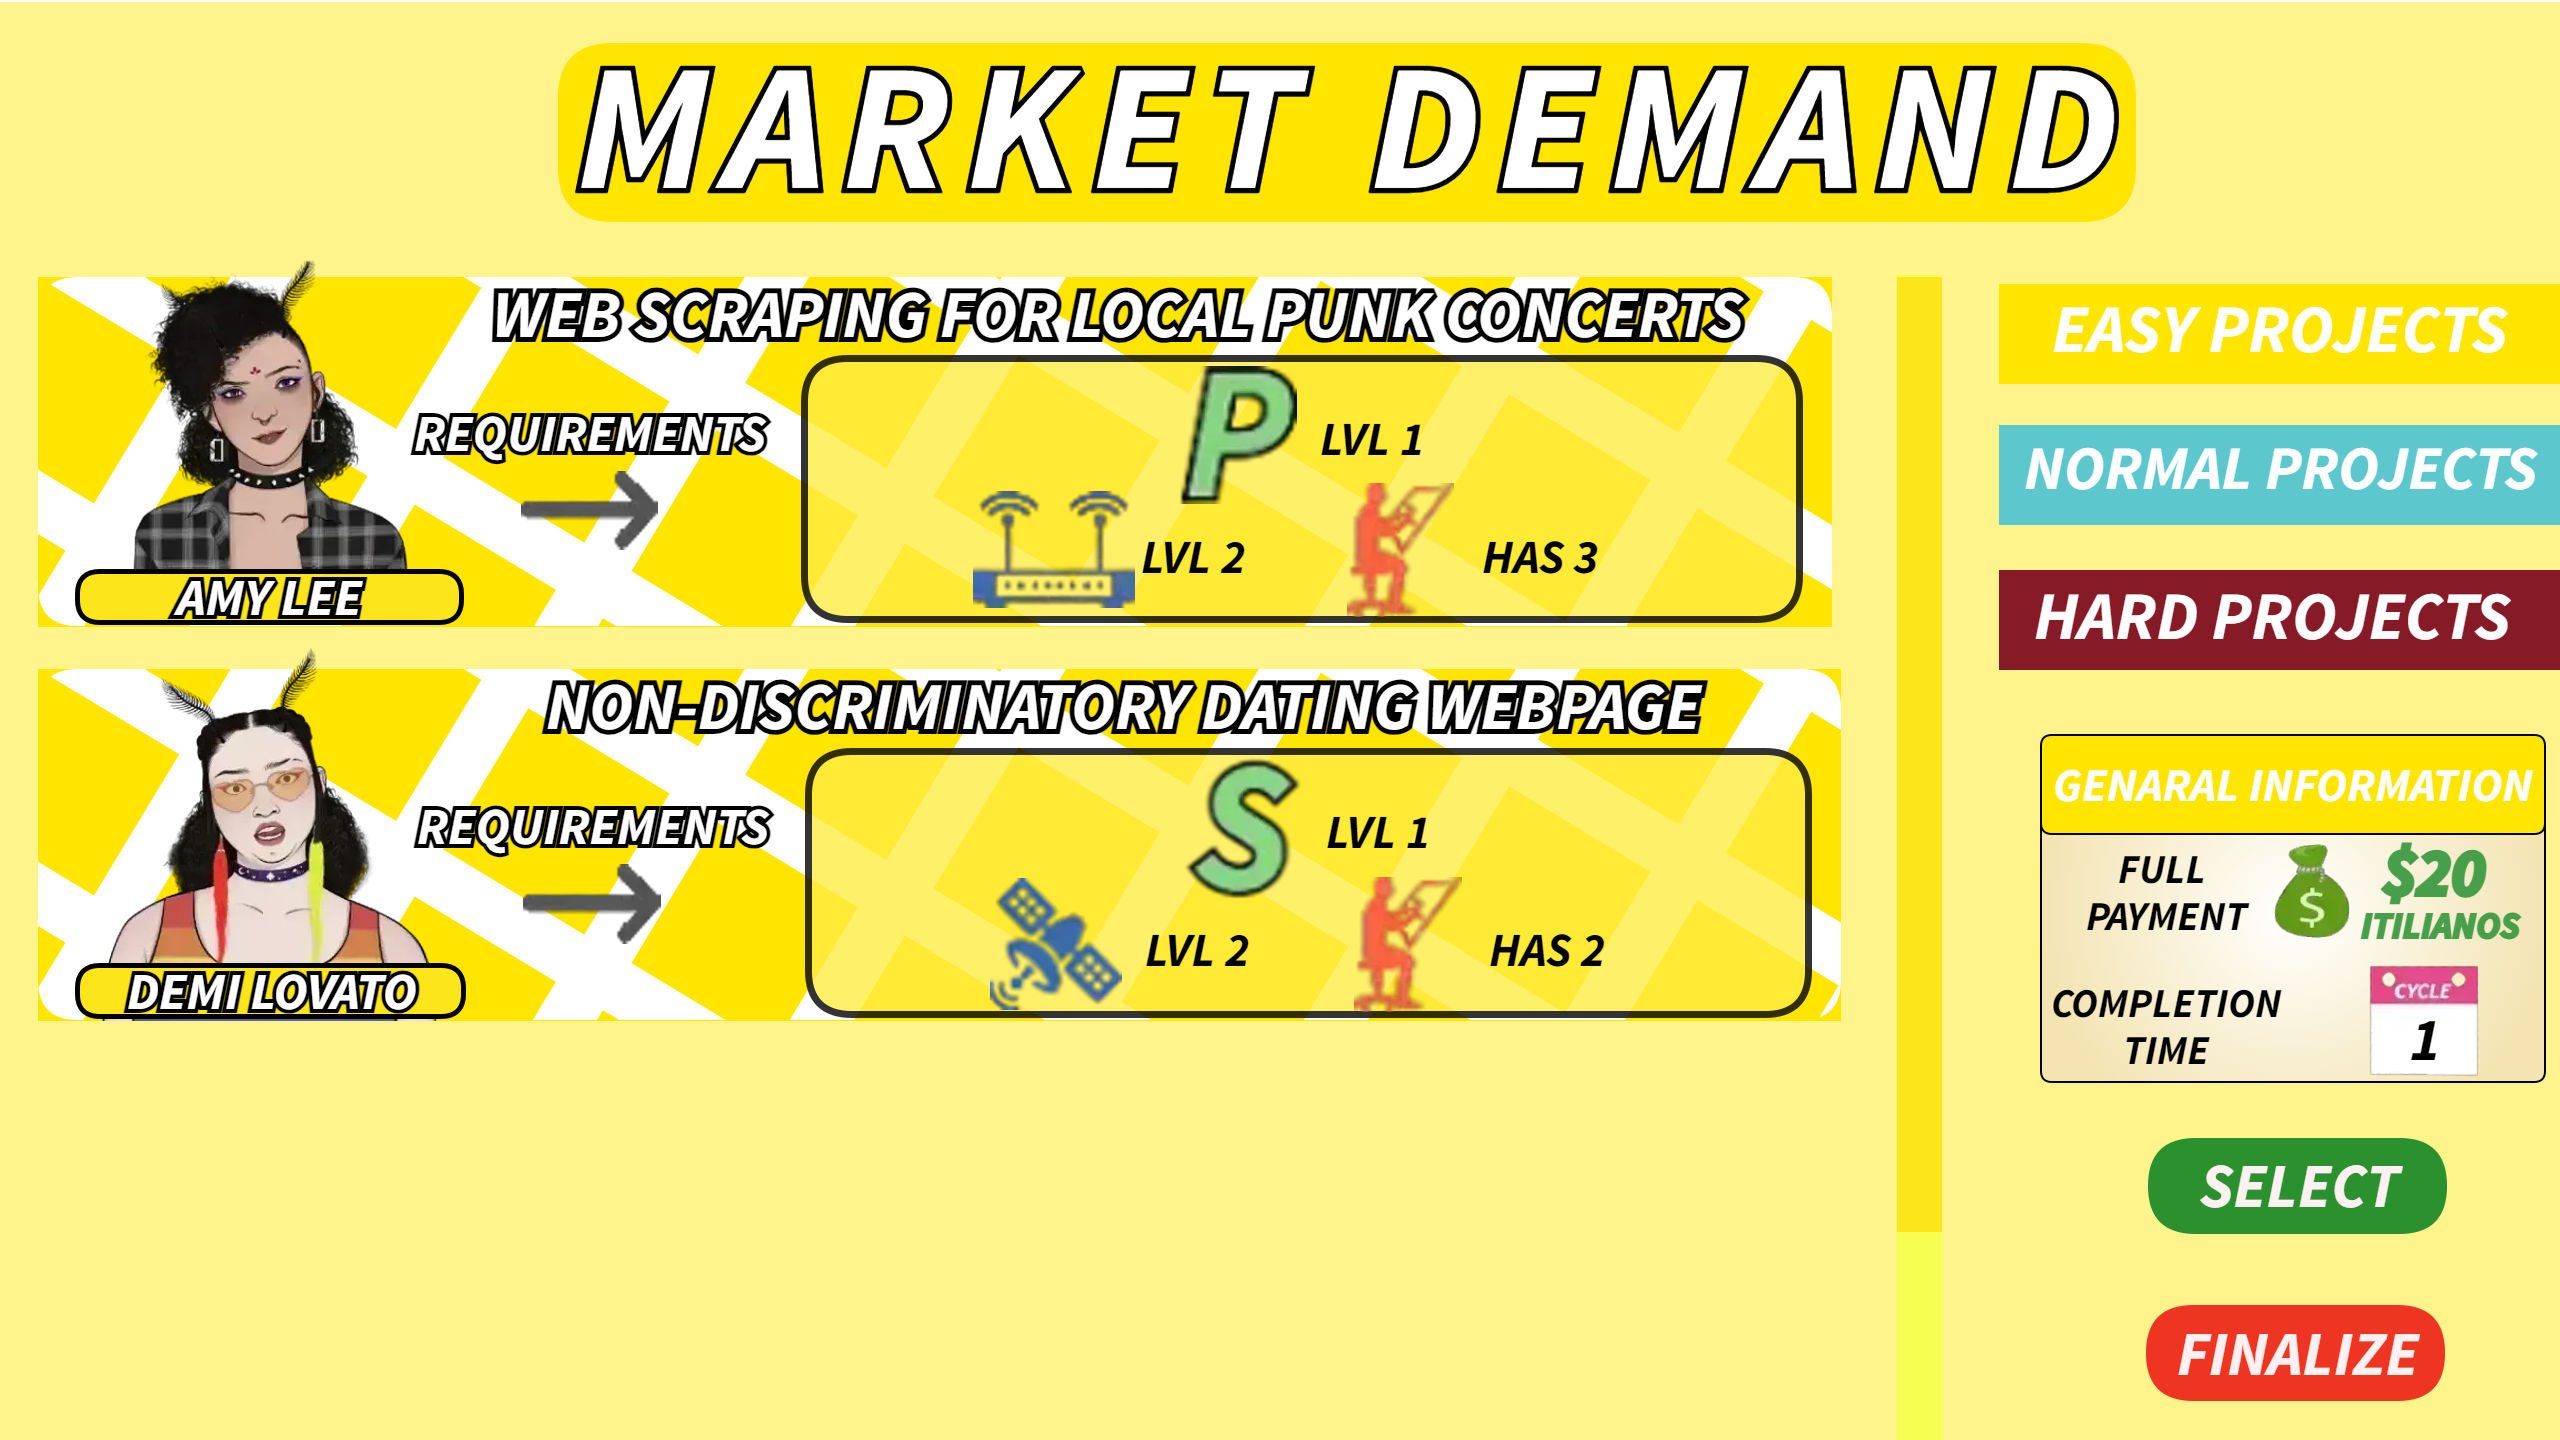 MARKET DEMAND
WEB SCRAPING FOR LOCAL PUNK CONCERTS
REQUIREMENTS
P LVL 1
LVL 2
HAS 3
AMY LEE
NON-DISCRIMINATORY DATING WEBPAGE
REQUIREMENTS
S LVL 1
LVL 2
HAS 2
DEMI LOVATO
EASY PROJECTS
NORMAL PROJECTS
HARD PROJECTS
GENARAL INFORMATION
FULL
PAYMENT
$
$20
ITILIANOS
COMPLETION
TIME
CYCLE
1
SELECT
FINALIZE